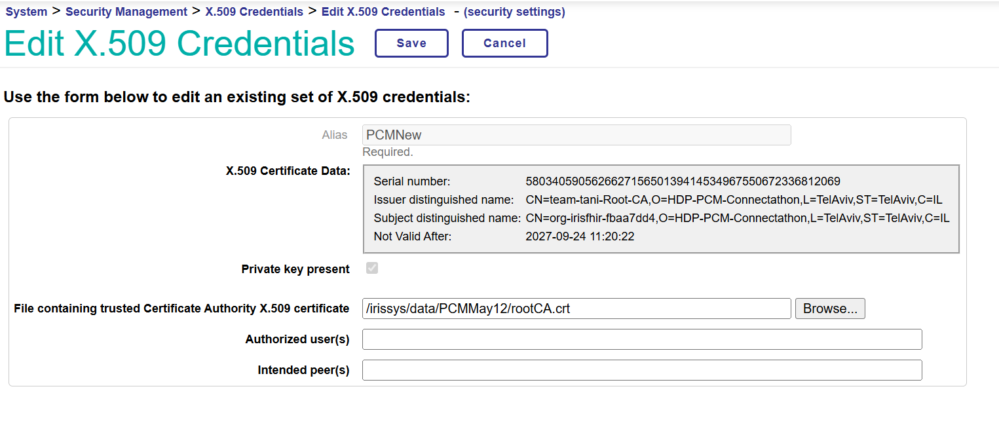 System > Security Management > X.509 Credentials > Edit X.509 Credentials - (security settings)
Edit X.509 Credentials Save Cancel
Use the form below to edit an existing set of X.509 credentials:
Alias PCMNew
Required.
X.509 Certificate Data:
Serial number: 580340590562662715650139414534967550672336812069
Issuer distinguished name: CN=team-tani-Root-CA,O=HDP-PCM-Connectathon,L=TelAviv,ST=TelAviv,C=IL
Subject distinguished name: CN=org-irisfhir-fbaa7dd4,O=HDP-PCM-Connectathon,L=TelAviv,ST=TelAviv,C=IL
Not Valid After: 2027-09-24 11:20:22
Private key present
File containing trusted Certificate Authority X.509 certificate /irissys/data/PCMMay12/rootCA.crt Browse...
Authorized user(s)
Intended peer(s)